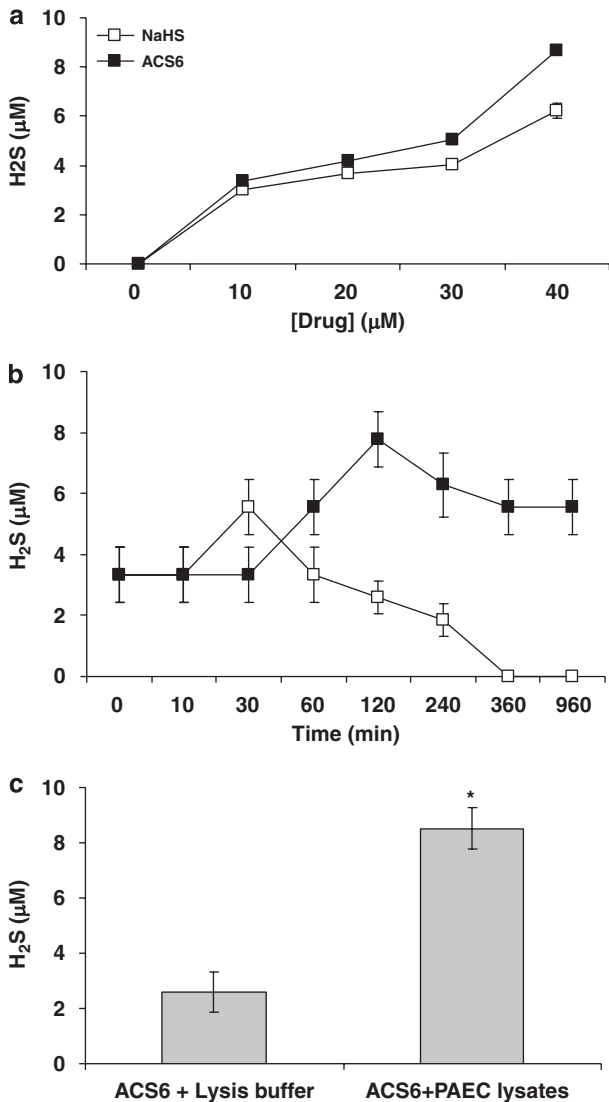 a
NaHS
ACS6
H2S (μM)
10
8
6
4
2
0
0 10 20 30 40
[Drug] (μM)
b
H₂S (μM)
10
8
6
4
2
0
0 10 30 60 120 240 360 960
Time (min)
c
H₂S (μM)
10
8
6
4
2
0
*
ACS6 + Lysis buffer ACS6+PAEC lysates